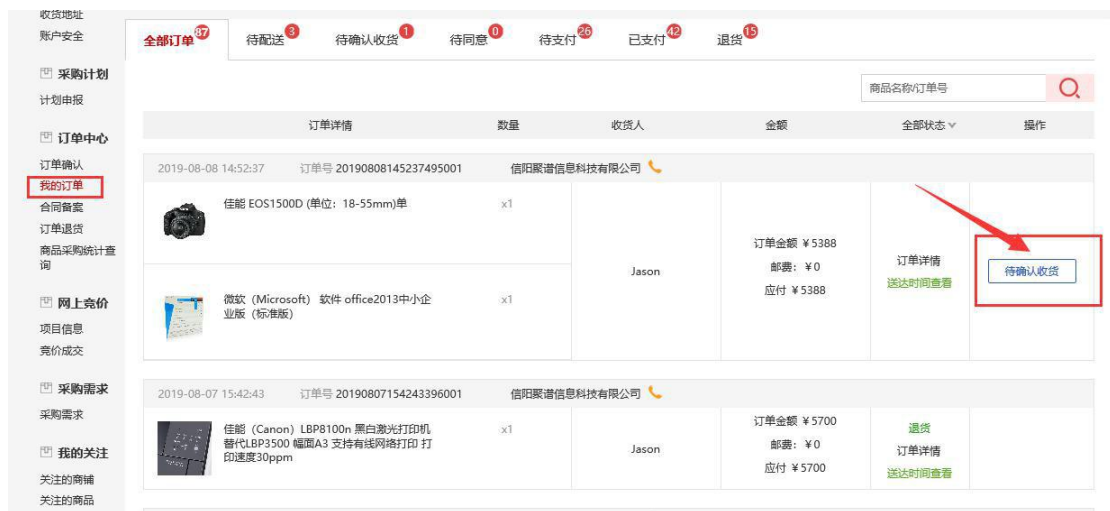 收货地址
账户安全
采购计划
计划申报
订单中心
订单确认
我的订单
合同备案
订单退货
商品采购统计查
询
网上竞价
项目信息
竞价成交
采购需求
采购需求
我的关注
关注的商铺
关注的商品
全部订单 87 待配送 3 待确认收货 1 待同意 0 待支付 26 已支付 42 退货 15
商品名称/订单号
订单详情 数量 收货人 金额 全部状态 操作
2019-08-08 14:52:37 订单号 20190808145237495001 信阳聚谱信息科技有限公司
佳能 EOS1500D (单位：18-55mm)单 x1
微软（Microsoft） 软件 office2013中小企
业版（标准版） x1
Jason
订单金额 ￥5388
邮费：￥0
应付 ￥5388
订单详情
送达时间查看
待确认收货
2019-08-07 15:42:43 订单号 20190807154243396001 信阳聚谱信息科技有限公司
佳能（Canon）LBP8100n 黑白激光打印机
替代LBP3500 幅面A3 支持有线网络打印 打
印速度30ppm
x1
Jason
订单金额 ￥5700
邮费：￥0
应付 ￥5700
退货
订单详情
送达时间查看